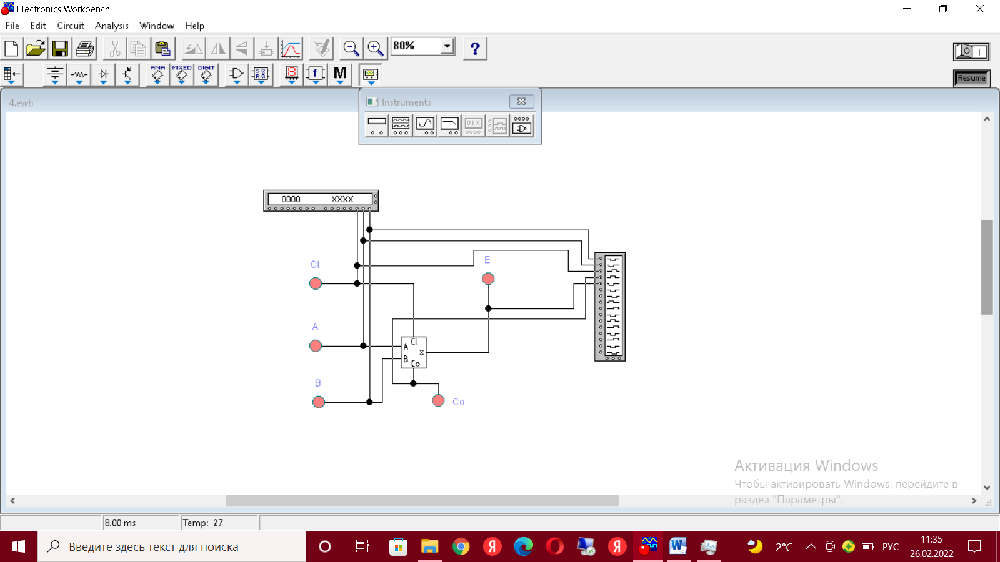 Electronics Workbench
File Edit Circuit Analysis Window Help
80%
?
ANA MIXED DIGIT
f M
Resume
4.ewb
Instruments
0000 XXXX
Ci
E
A
Ci
A
Σ
B
Co
B
Co
Активация Windows
Чтобы активировать Windows, перейдите в
раздел "Параметры".
8.00 ms Temp: 27
Введите здесь текст для поиска
-2°C
РУС
11:35
26.02.2022